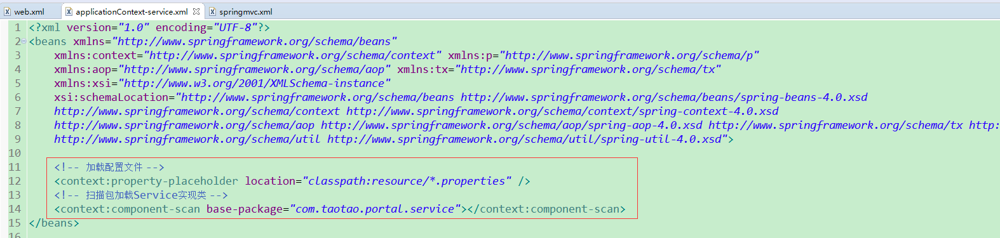 web.xml applicationContext-service.xml springmvc.xml
1 <?xml version="1.0" encoding="UTF-8"?>
2 <beans xmlns="http://www.springframework.org/schema/beans"
3 xmlns:context="http://www.springframework.org/schema/context" xmlns:p="http://www.springframework.org/schema/p"
4 xmlns:aop="http://www.springframework.org/schema/aop" xmlns:tx="http://www.springframework.org/schema/tx"
5 xmlns:xsi="http://www.w3.org/2001/XMLSchema-instance"
6 xsi:schemaLocation="http://www.springframework.org/schema/beans http://www.springframework.org/schema/beans/spring-beans-4.0.xsd
7 http://www.springframework.org/schema/context http://www.springframework.org/schema/context/spring-context-4.0.xsd
8 http://www.springframework.org/schema/aop http://www.springframework.org/schema/aop/spring-aop-4.0.xsd http://www.springframework.org/schema/tx http:
9 http://www.springframework.org/schema/util http://www.springframework.org/schema/util/spring-util-4.0.xsd">
10
11 <!-- 加载配置文件 -->
12 <context:property-placeholder location="classpath:resource/*.properties" />
13 <!-- 扫描包加载Service实现类 -->
14 <context:component-scan base-package="com.taotao.portal.service"></context:component-scan>
15 </beans>
16